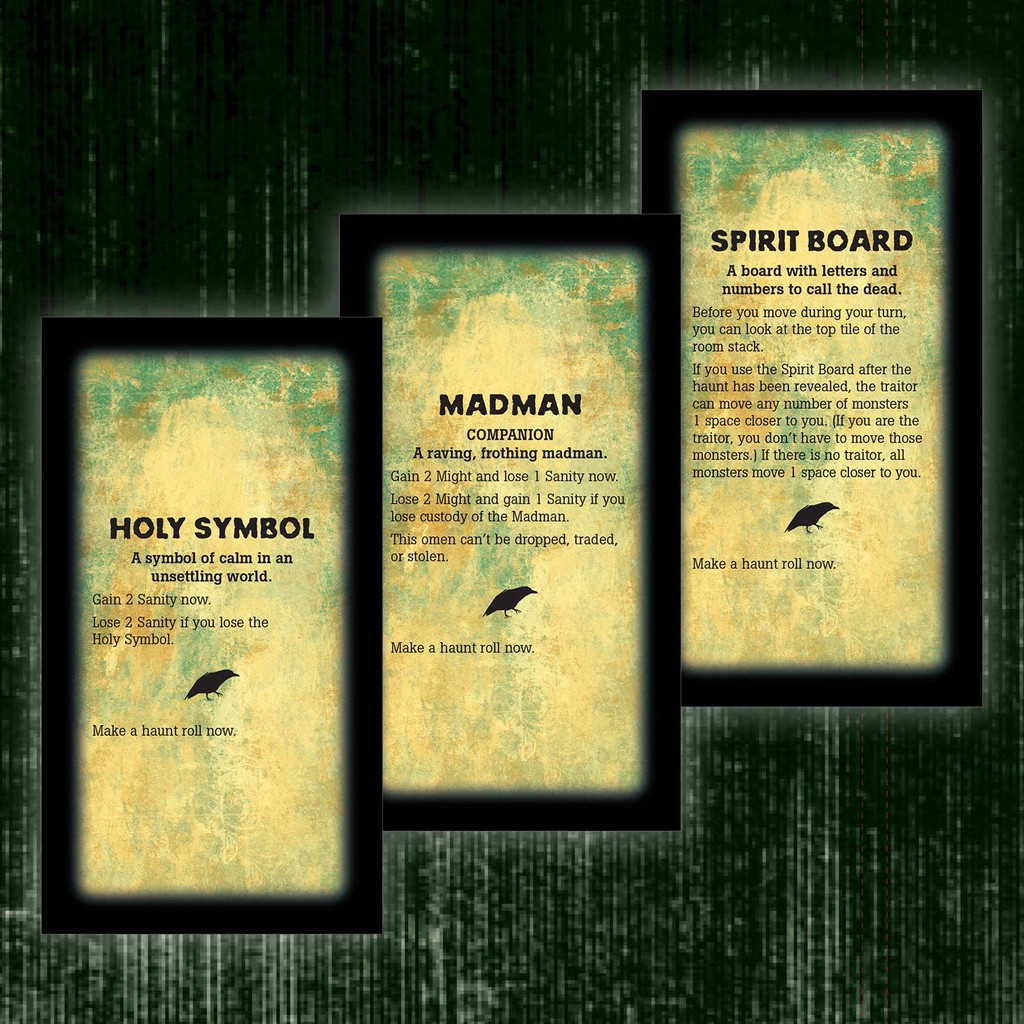 HOLY SYMBOL
A symbol of calm in an
unsettling world.
Gain 2 Sanity now.
Lose 2 Sanity if you lose the
Holy Symbol.
Make a haunt roll now.
MADMAN
COMPANION
A raving, frothing madman.
Gain 2 Might and lose 1 Sanity now.
Lose 2 Might and gain 1 Sanity if you
lose custody of the Madman.
This omen can't be dropped, traded,
or stolen.
Make a haunt roll now.
SPIRIT BOARD
A board with letters and
numbers to call the dead.
Before you move during your turn,
you can look at the top tile of the
room stack.
If you use the Spirit Board after the
haunt has been revealed, the traitor
can move any number of monsters
1 space closer to you. (If you are the
traitor, you don't have to move those
monsters.) If there is no traitor, all
monsters move 1 space closer to you.
Make a haunt roll now.